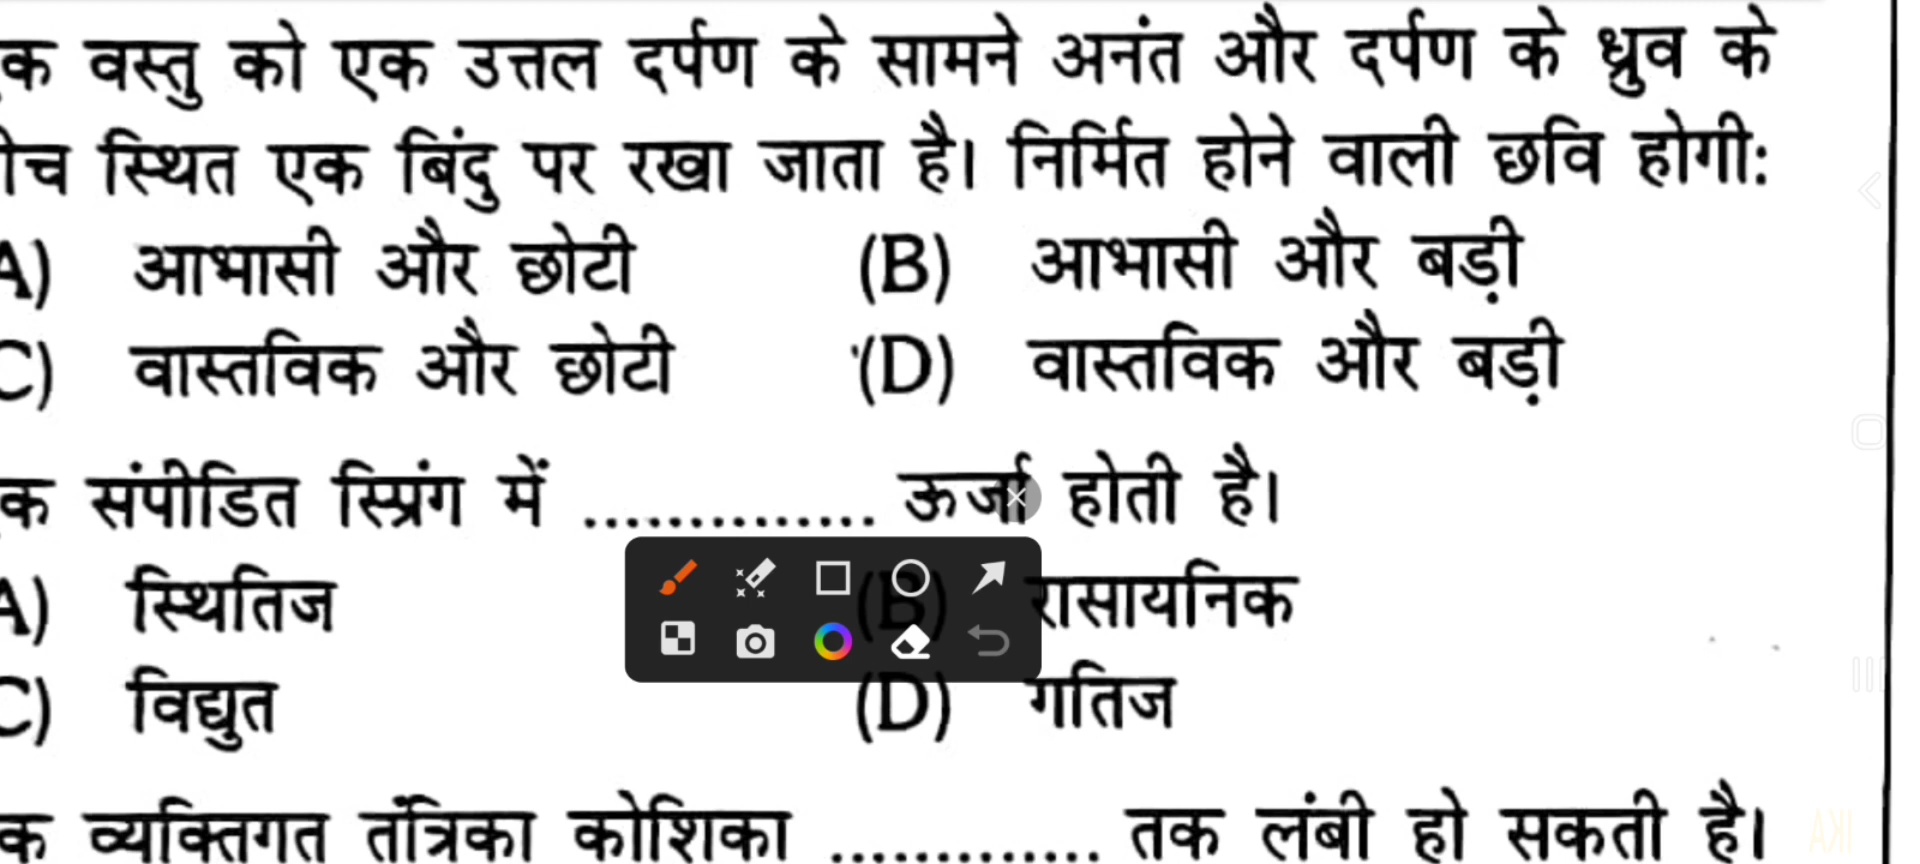 क वस्तु को एक उत्तल दर्पण के सामने अनंत और दर्पण के ध्रुव के
ीच स्थित एक बिंदु पर रखा जाता है। निर्मित होने वाली छवि होगी:
A) आभासी और छोटी (B) आभासी और बड़ी
C) वास्तविक और छोटी (D) वास्तविक और बड़ी
क संपीडित स्प्रिंग में .............. ऊर्जा होती है।
A) स्थितिज (B) रासायनिक
C) विद्युत (D) गतिज
क व्यक्तिगत तंत्रिका कोशिका ............. तक लंबी हो सकती है।